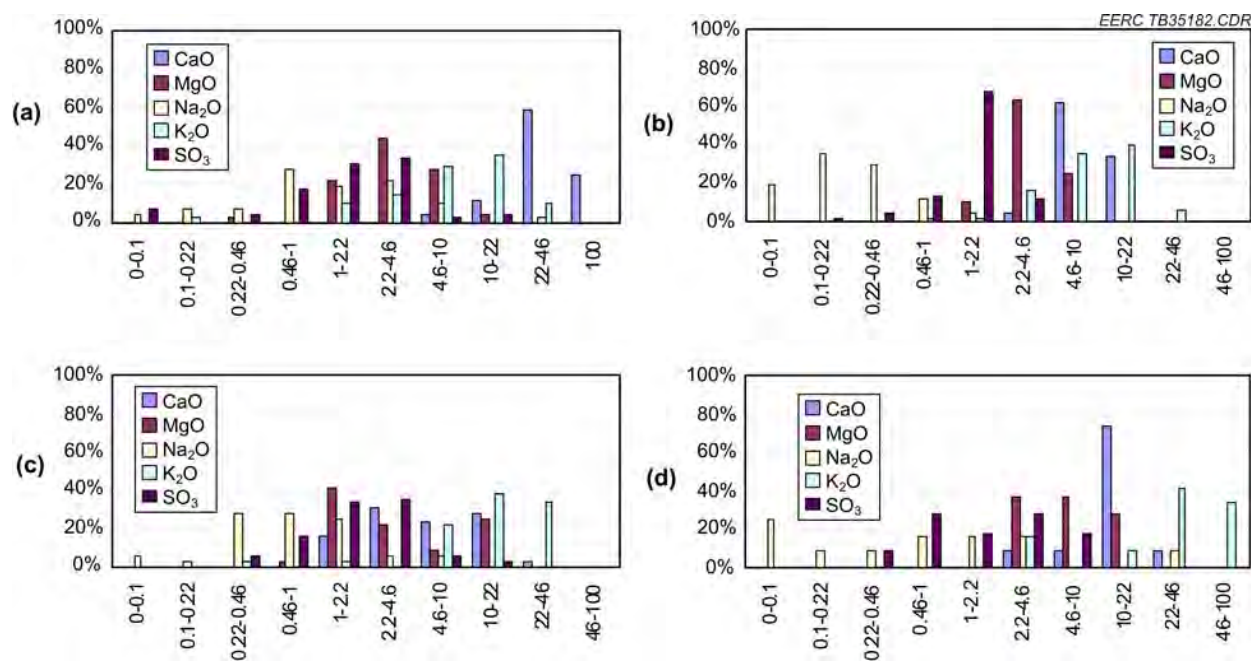 EERC TB35182.CDR
(a)
100%
80%
60%
40%
20%
0%
CaO
MgO
Na₂O
K₂O
SO₃
0-0.1
0.1-0.22
0.22-0.46
0.46-1
1-2.2
2.2-4.6
4.6-10
10-22
22-46
100
(b)
100%
80%
60%
40%
20%
0%
CaO
MgO
Na₂O
K₂O
SO₃
0-0.1
0.1-0.22
0.22-0.46
0.46-1
1-2.2
2.2-4.6
4.6-10
10-22
22-46
46-100
(c)
100%
80%
60%
40%
20%
0%
CaO
MgO
Na₂O
K₂O
SO₃
0-0.1
0.1-0.22
0.222-0.46
0.46-1
1-2.2
2.2-4.6
4.6-10
10-22
22-46
46-100
(d)
100%
80%
60%
40%
20%
0%
CaO
MgO
Na₂O
K₂O
SO₃
0-0.1
0.1-0.22
0.22-0.46
0.46-1
1-2.2
2.2-4.6
4.6-10
10-22
22-46
46-100